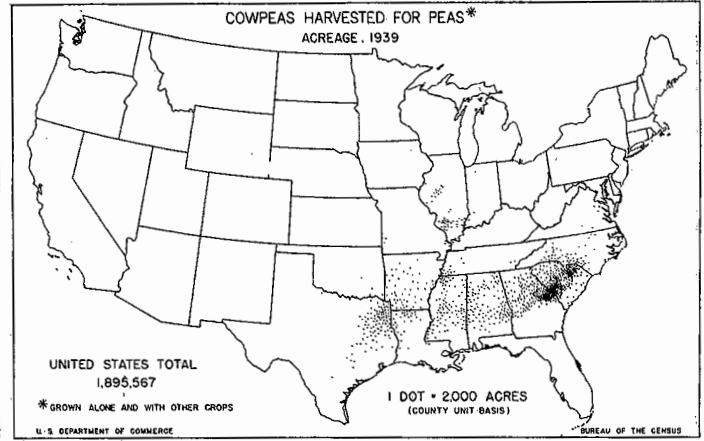 COWPEAS HARVESTED FOR PEAS*
ACREAGE, 1939
UNITED STATES TOTAL
1,895,567
* GROWN ALONE AND WITH OTHER CROPS
1 DOT = 2,000 ACRES
(COUNTY UNIT BASIS)
U. S. DEPARTMENT OF COMMERCE
BUREAU OF THE CENSUS